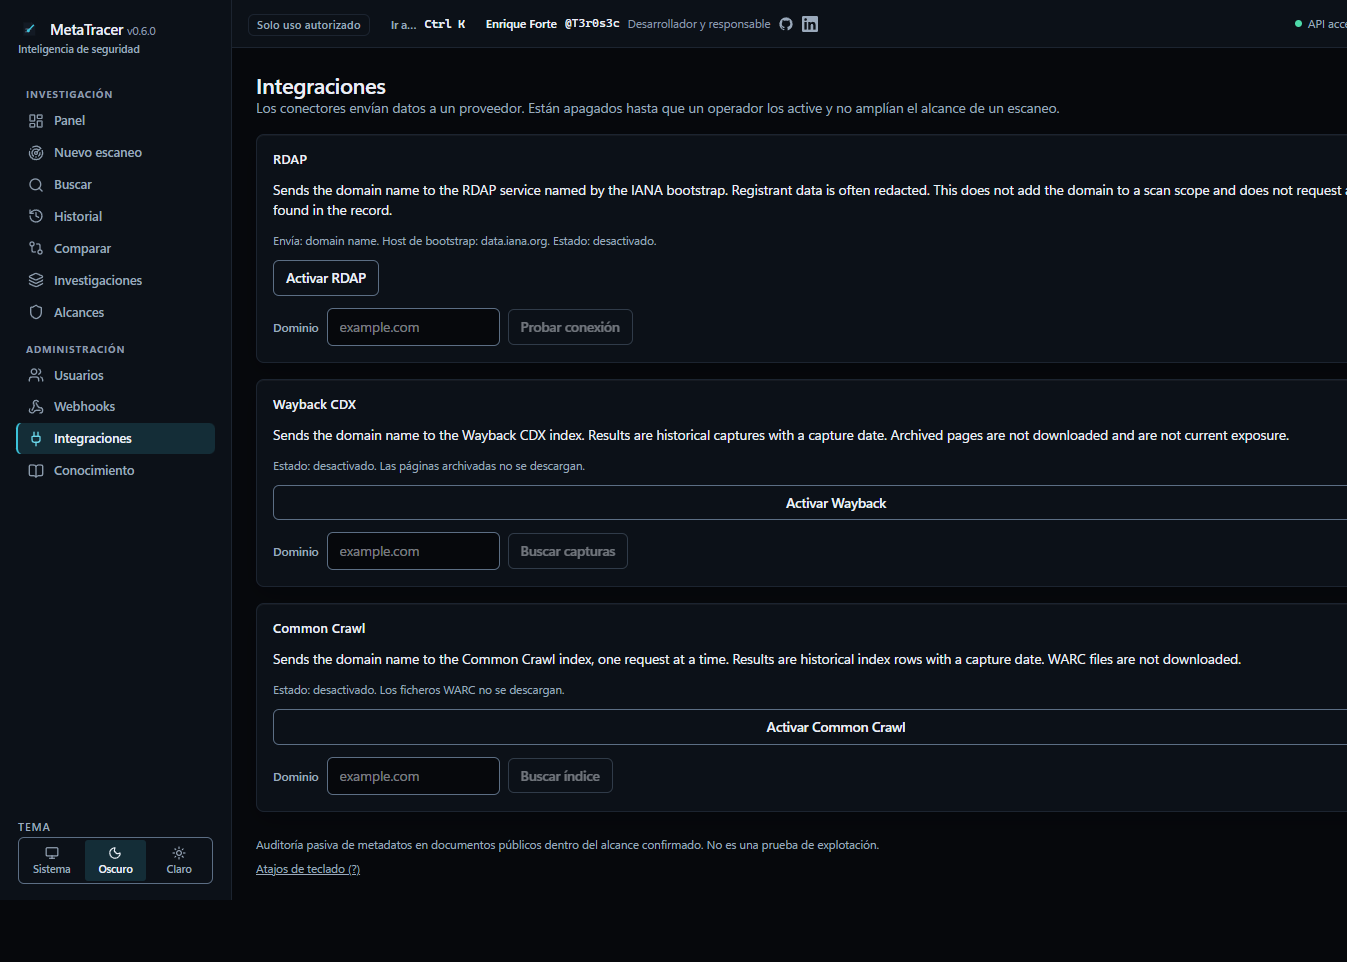 MetaTracer v0.6.0
Inteligencia de seguridad
INVESTIGACIÓN
Panel
Nuevo escaneo
Buscar
Historial
Comparar
Investigaciones
Alcances
ADMINISTRACIÓN
Usuarios
Webhooks
Integraciones
Conocimiento
TEMA
Sistema
Oscuro
Claro
Solo uso autorizado
Ir a... Ctrl K
Enrique Forte @T3r0s3c Desarrollador y responsable
API acce
Integraciones
Los conectores envían datos a un proveedor. Están apagados hasta que un operador los active y no amplían el alcance de un escaneo.
RDAP
Sends the domain name to the RDAP service named by the IANA bootstrap. Registrant data is often redacted. This does not add the domain to a scan scope and does not request a
found in the record.
Envía: domain name. Host de bootstrap: data.iana.org. Estado: desactivado.
Activar RDAP
Dominio example.com Probar conexión
Wayback CDX
Sends the domain name to the Wayback CDX index. Results are historical captures with a capture date. Archived pages are not downloaded and are not current exposure.
Estado: desactivado. Las páginas archivadas no se descargan.
Activar Wayback
Dominio example.com Buscar capturas
Common Crawl
Sends the domain name to the Common Crawl index, one request at a time. Results are historical index rows with a capture date. WARC files are not downloaded.
Estado: desactivado. Los ficheros WARC no se descargan.
Activar Common Crawl
Dominio example.com Buscar índice
Auditoría pasiva de metadatos en documentos públicos dentro del alcance confirmado. No es una prueba de explotación.
Atajos de teclado (?)